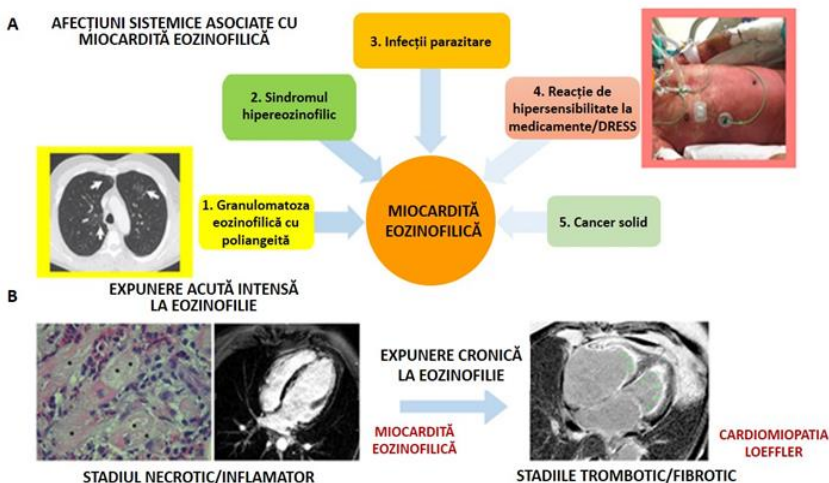 A
AFECȚIUNI SISTEMICE ASOCIATE CU
MIOCARDITĂ EOZINOFILICĂ
3. Infecții parazitare
2. Sindromul
hipereozinofilic
4. Reacție de
hipersensibilitate la
medicamente/DRESS
1. Granulomatoza
eozinofilică cu
poliangeită
MIOCARDITĂ
EOZINOFILICĂ
5. Cancer solid
B
EXPUNERE ACUTĂ INTENSĂ
LA EOZINOFILIE
EXPUNERE CRONICĂ
LA EOZINOFILIE
MIOCARDITĂ
EOZINOFILICĂ
CARDIOMIOPATIA
LOEFFLER
STADIUL NECROTIC/INFLAMATOR
STADIILE TROMBOTIC/FIBROTIC